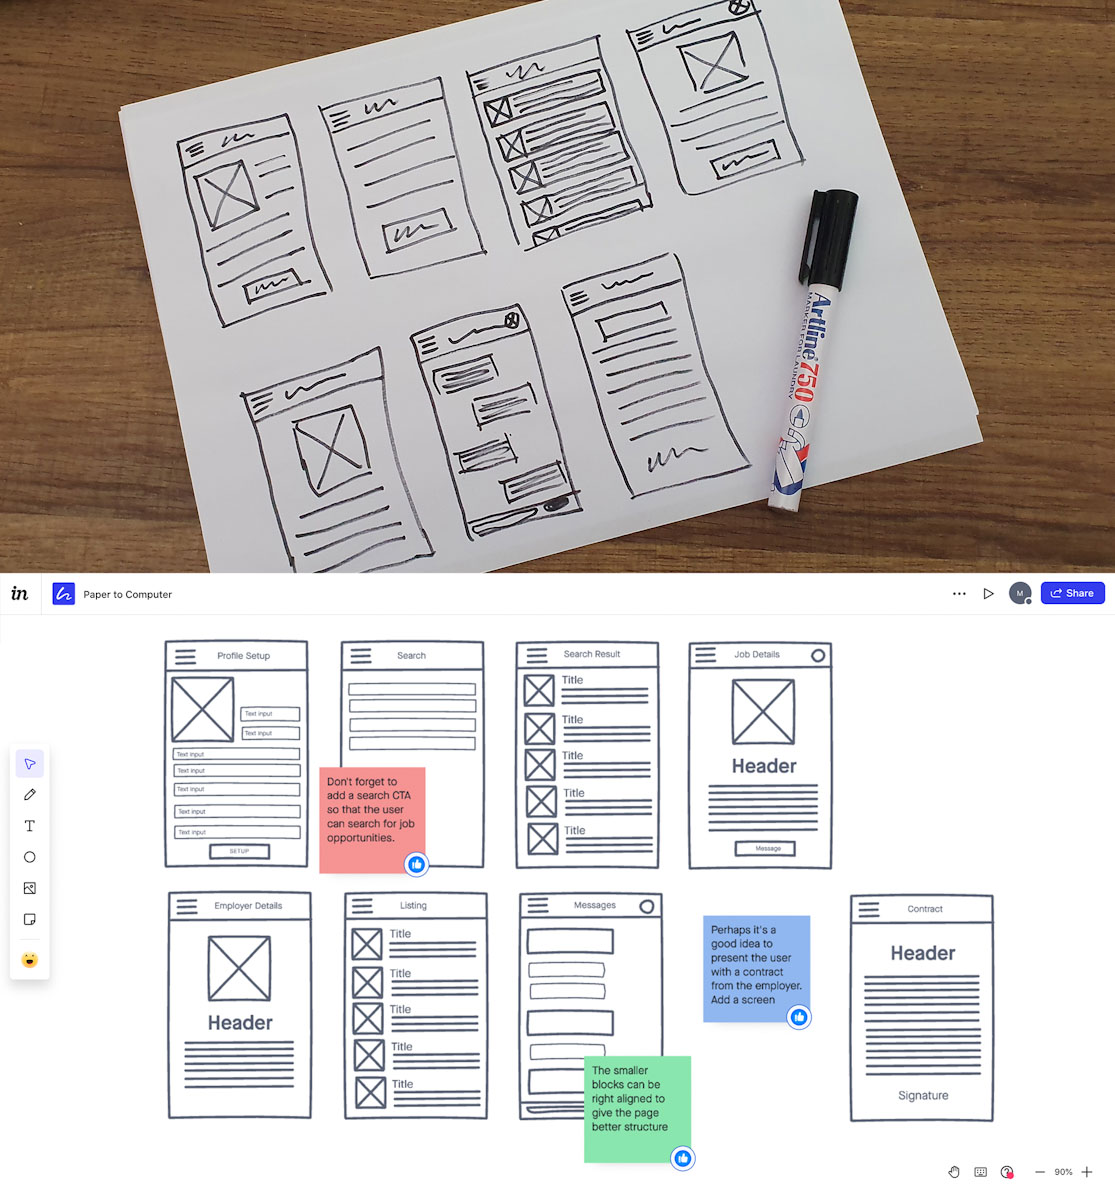 Artline 750
MARKER FOR LAUNDRY
in
Paper to Computer
M
Share
Profile Setup
Text input
Text input
Text input
Text input
Text input
Text input
Text input
SETUP
Search
Search Result
Title
Title
Title
Title
Title
Job Details
Header
Message
Don't forget to
add a search CTA
so that the user
can search for job
opportunities.
Employer Details
Header
Listing
Title
Title
Title
Title
Title
Messages
The smaller
blocks can be
right aligned to
give the page
better structure
Perhaps it's a
good idea to
present the user
with a contract
from the employer.
Add a screen
Contract
Header
Signature
90%